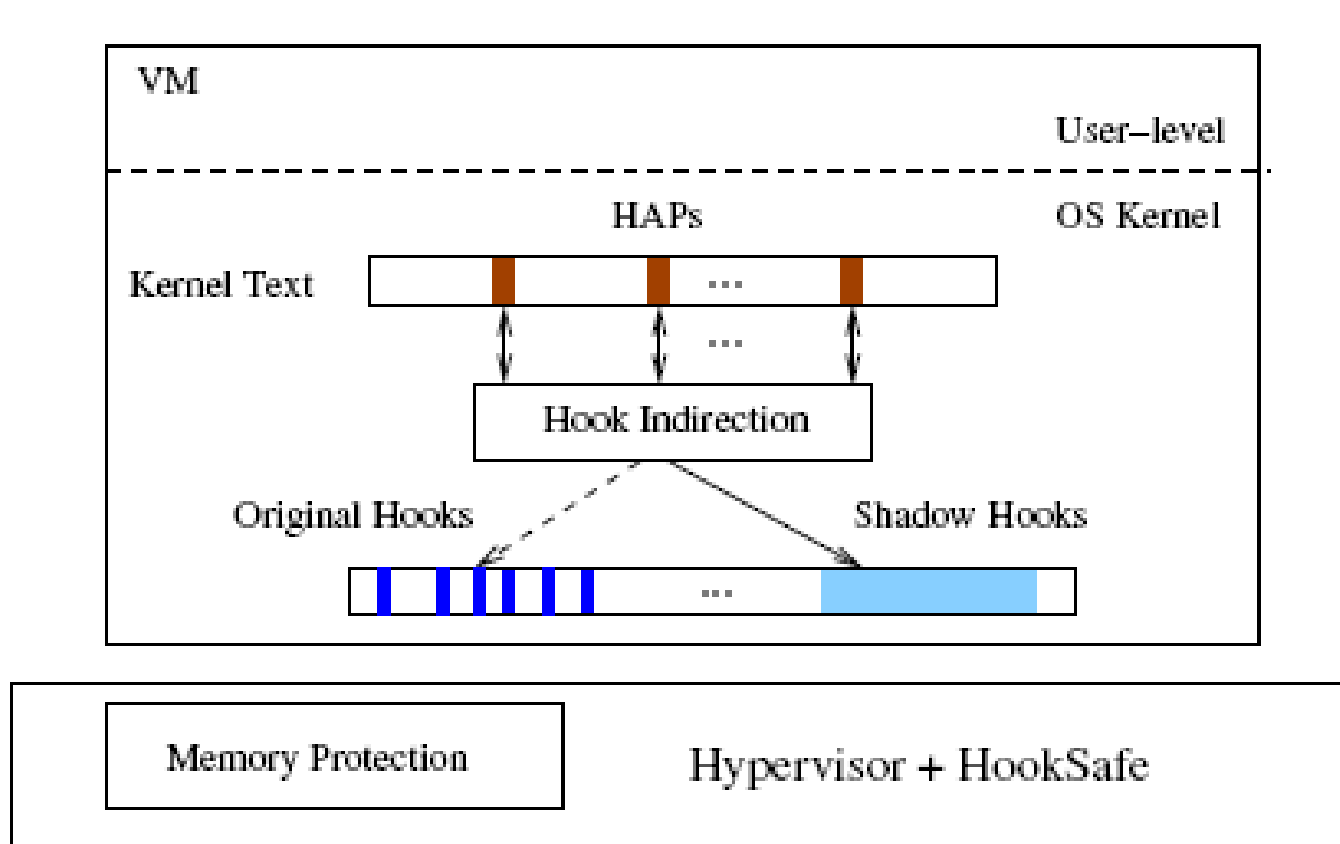 VM
User-level
HAPs
OS Kernel
Kernel Text
...
...
Hook Indirection
Original Hooks
Shadow Hooks
...
Memory Protection
Hypervisor + HookSafe